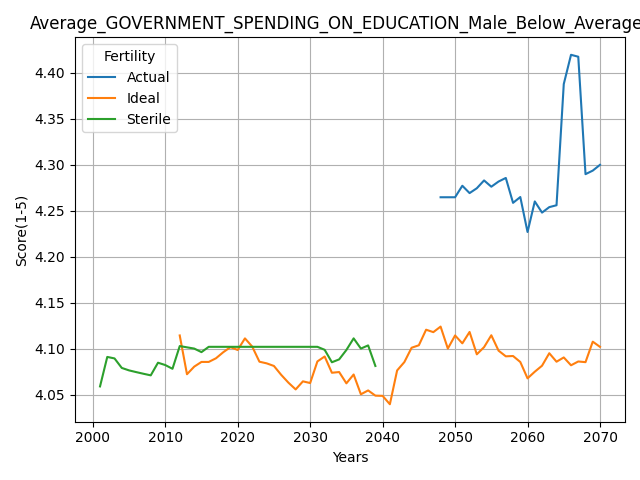 Average_GOVERNMENT_SPENDING_ON_EDUCATION_Male_Below_Average
Fertility
Actual
Ideal
Sterile
Score(1-5)
4.40
4.35
4.30
4.25
4.20
4.15
4.10
4.05
2000 2010 2020 2030 2040 2050 2060 2070
Years